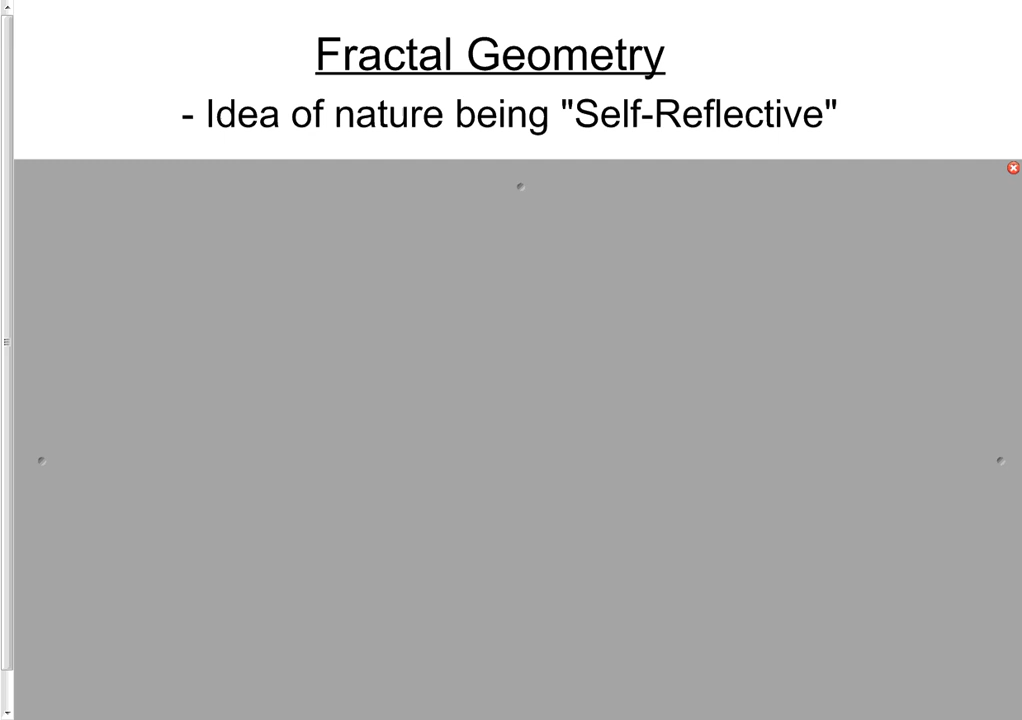 Fractal Geometry
- Idea of nature being "Self-Reflective"